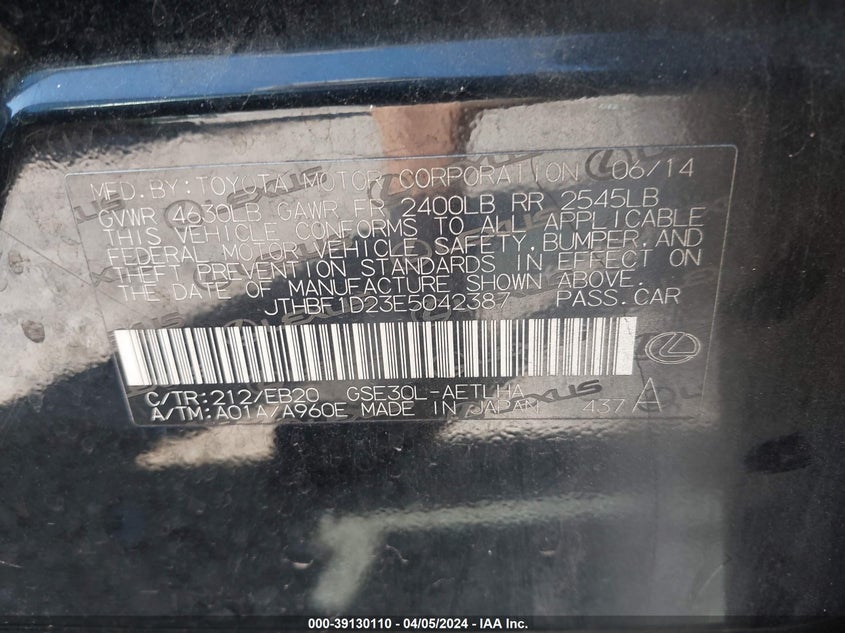 MFD.BY:TOYOTA MOTOR CORPORATION 06/14
GVWR 4630LB GAWR FR 2400LB RR 2545LB
THIS VEHICLE CONFORMS TO ALL APPLICABLE
FEDERAL MOTOR VEHICLE SAFETY,BUMPER,AND
THEFT PREVENTION STANDARDS IN EFFECT ON
THE DATE OF MANUFACTURE SHOWN ABOVE.
JTHBF1D23E5042387 PASS.CAR
C/TR:212/EB20 GSE30L-AETLHA
A/TM:A01A/A960E MADE IN JAPAN 437 A
LEXUS
000-39130110 | 04/05/2024 - IAA Inc.